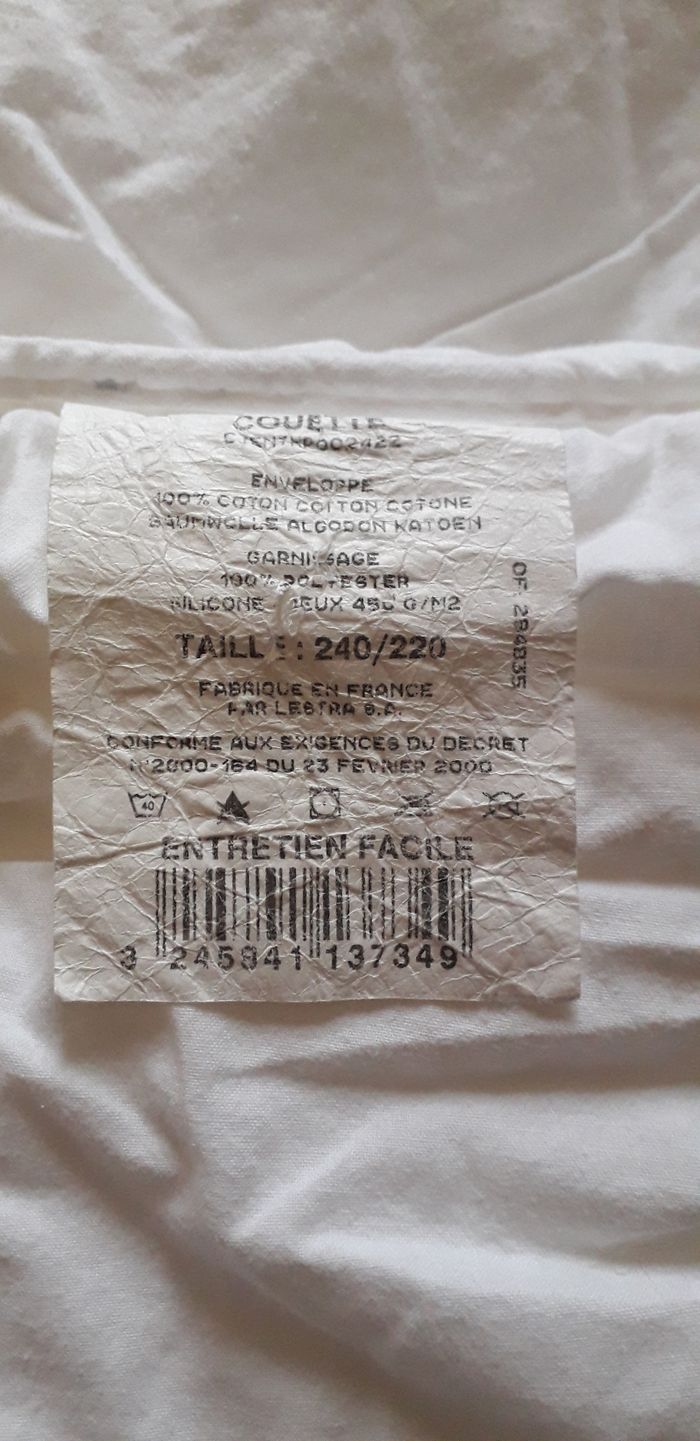 COUETTE
ENVELOPPE
100% COTON COTTON COTONE
BAUMWOLLE ALGODON KATOEN
GARNISSAGE
100% POLYESTER
G/M2
TAILLE : 240/220
FABRIQUE EN FRANCE
PAR LESTRA S.A.
CONFORME AUX EXIGENCES DU DECRET
N°2000-164 DU 23 FEVRIER 2000
40
ENTRETIEN FACILE
3 245841 137349
OF. 284835